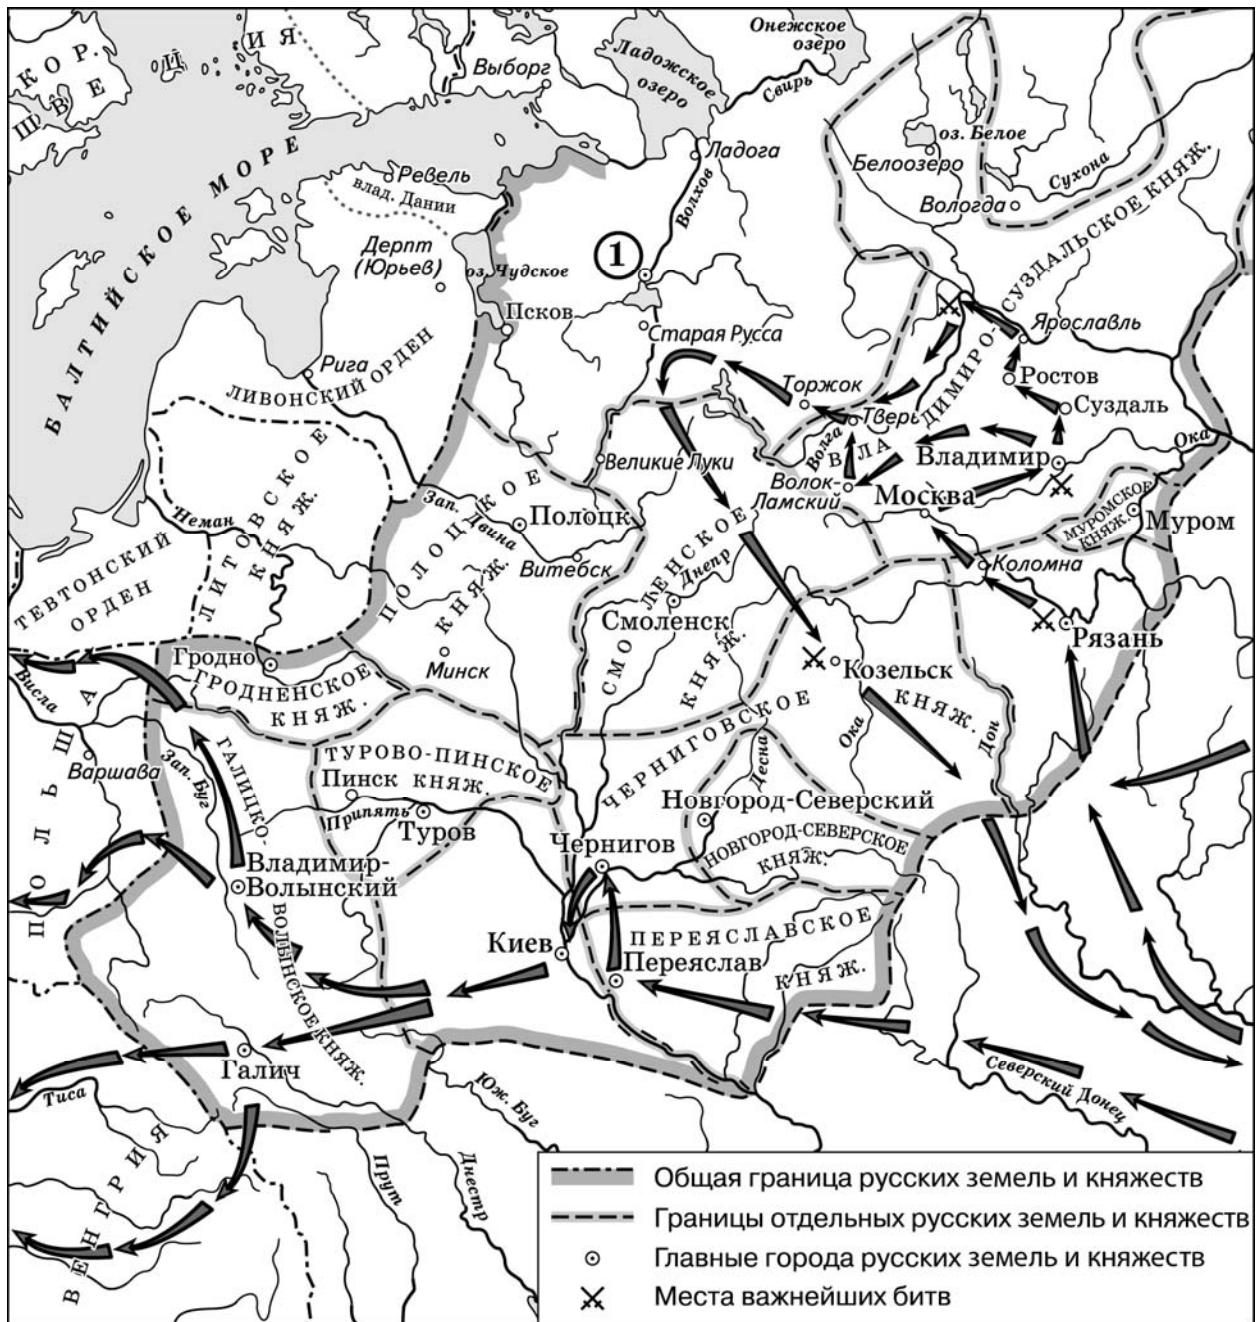 ШВЕЦИЯ
КОР.
Выборг
Ладожское
озеро
Онежское
озеро
Свирь
оз. Белое
Белоозеро
Сухона
Вологда
Ладога
Волхов
БАЛТИЙСКОЕ МОРЕ
Ревель
влад. Дании
Дерпт
(Юрьев)
оз. Чудское
1
Псков
Старая Русса
Рига
ЛИВОНСКИЙ ОРДЕН
Торжок
Тверь
Волга
ВЛАДИМИРО-СУЗДАЛЬСКОЕ КНЯЖ.
Ярославль
Ростов
Суздаль
Владимир
Ока
Волок-
Ламский
Москва
МУРОМСКОЕ
КНЯЖ.
Муром
Коломна
Рязань
Великие Луки
Полоцк
Зап. Двина
Витебск
ПОЛОЦКОЕ
КНЯЖ.
Минск
Неман
ЛИТОВСКОЕ
КНЯЖ.
ТЕВТОНСКИЙ
ОРДЕН
СМОЛЕНСКОЕ
КНЯЖ.
Днепр
Смоленск
Козельск
Ока
Дон
ЧЕРНИГОВСКОЕ
КНЯЖ.
Гродно
ГРОДНЕНСКОЕ
КНЯЖ.
Висла
ПОЛЬША
Варшава
Зап. Буг
ГАЛИЦКО-
ВОЛЫНСКОЕ КНЯЖ.
ТУРОВО-ПИНСКОЕ
КНЯЖ.
Пинск
Припять
Туров
Десна
Новгород-Северский
НОВГОРОД-СЕВЕРСКОЕ
КНЯЖ.
Чернигов
Владимир-
Волынский
Киев
ПЕРЕЯСЛАВСКОЕ
КНЯЖ.
Переяслав
Галич
Тиса
ВЕНГРИЯ
Юж. Буг
Прут
Днестр
Северский Донец
Общая граница русских земель и княжеств
Границы отдельных русских земель и княжеств
Главные города русских земель и княжеств
Места важнейших битв